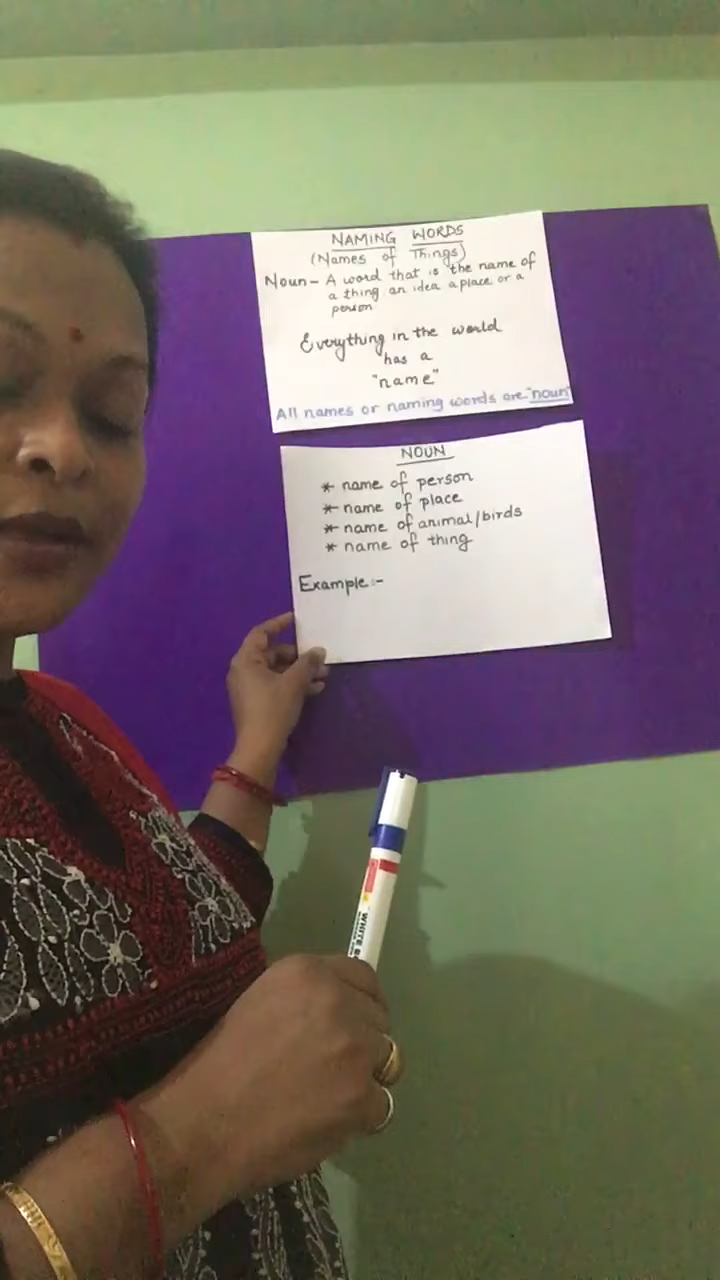 NAMING WORDS
(Names of Things)
Noun - A word that is the name of
a thing an idea a place or a
person
Everything in the world
has a
"name"
All names or naming words are "noun"
NOUN
* name of person
* name of place
* name of animal/birds
* name of thing
Example:-
WHITE